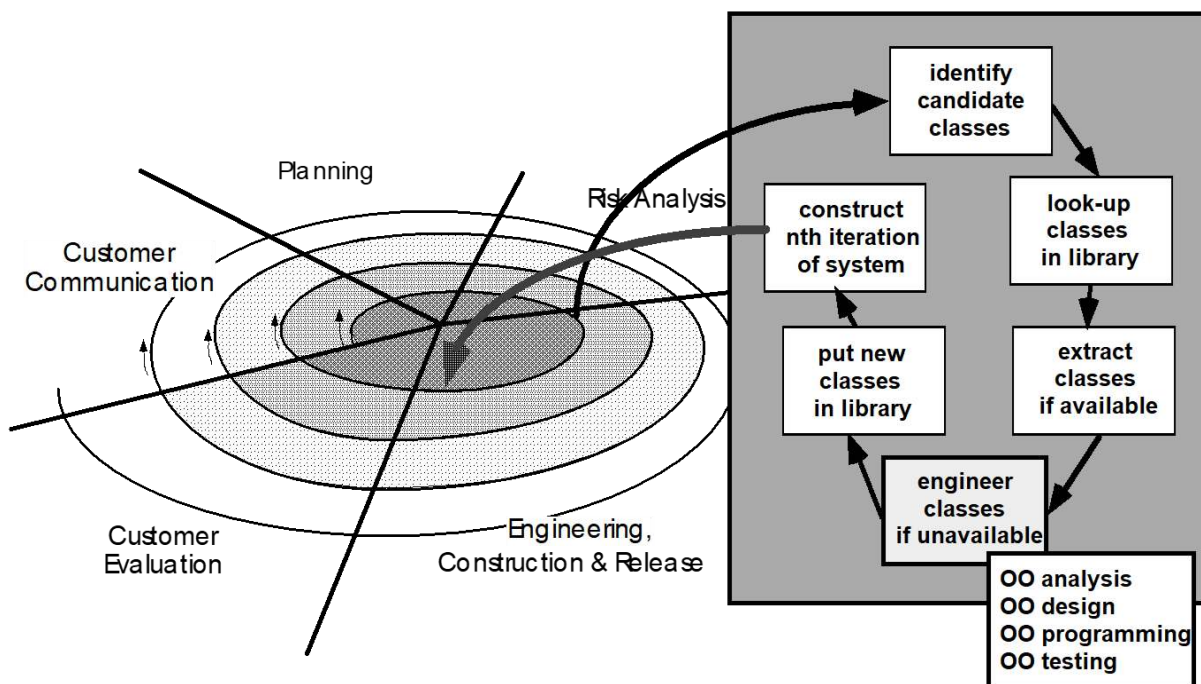 Planning
Risk Analysis
Customer
Communication
Customer
Evaluation
Engineering,
Construction & Release
identify
candidate
classes
look-up
classes
in library
extract
classes
if available
engineer
classes
if unavailable
OO analysis
OO design
OO programming
OO testing
put new
classes
in library
construct
nth iteration
of system